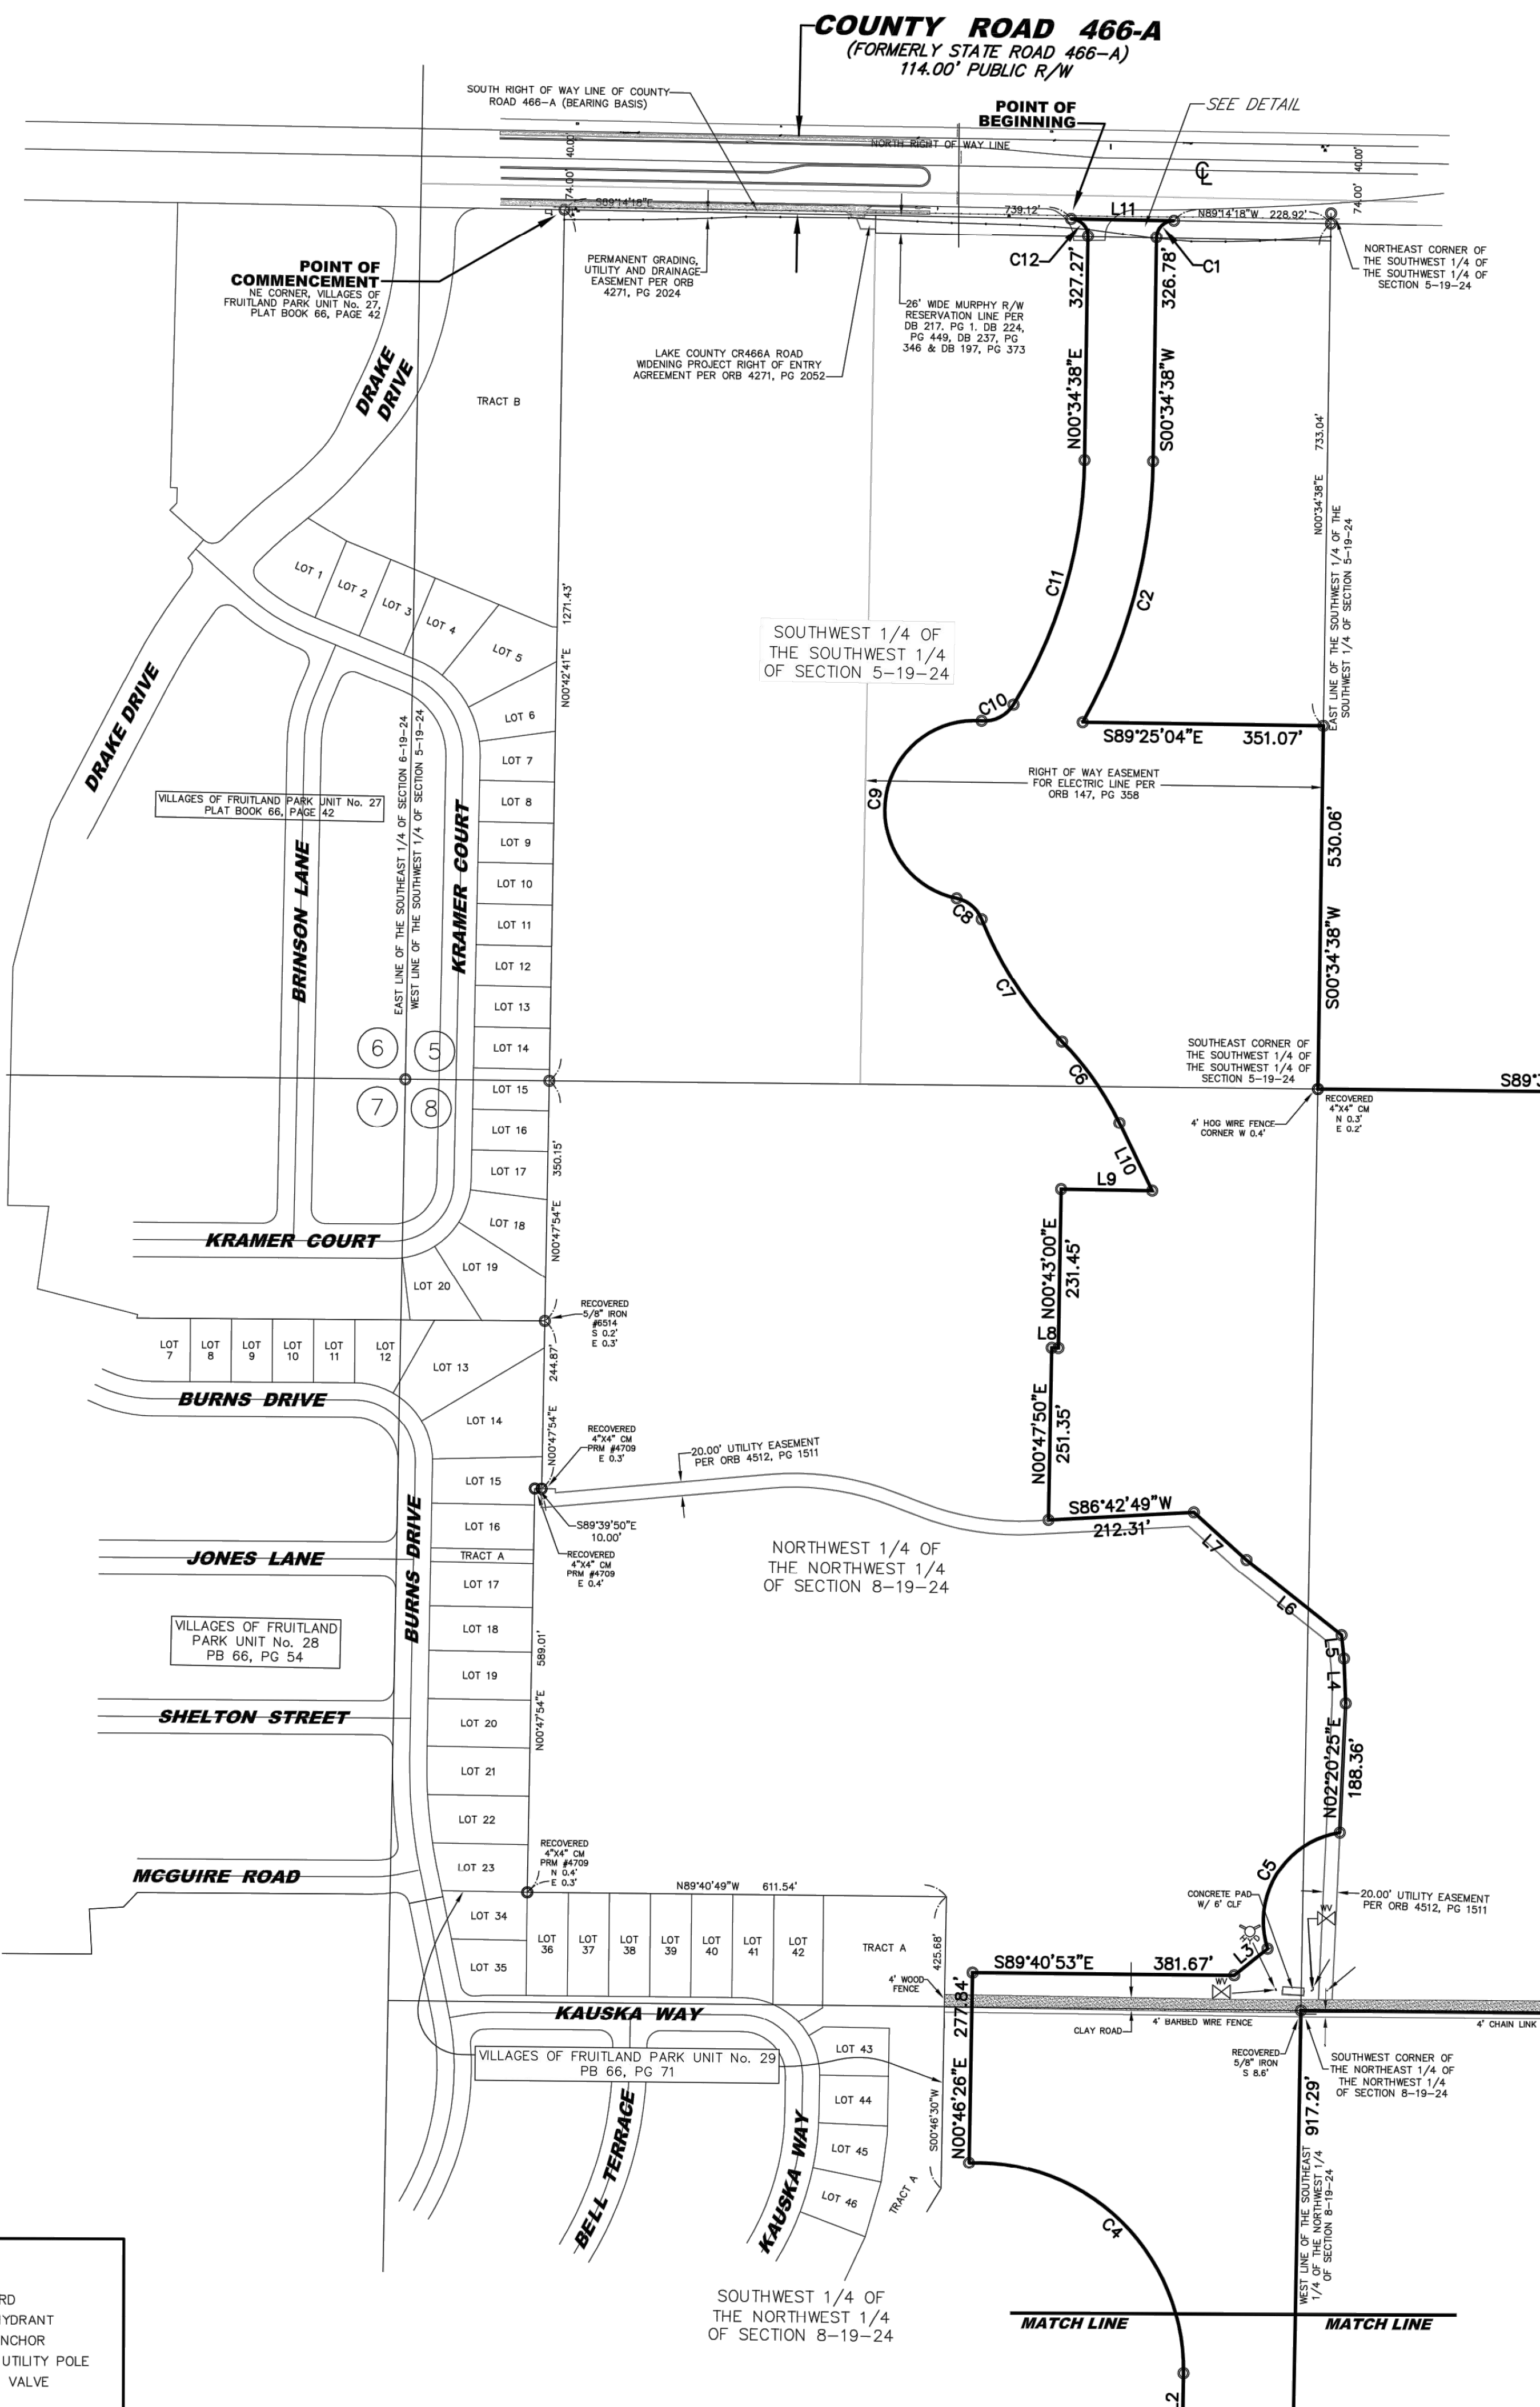 COUNTY ROAD 466-A
(FORMERLY STATE ROAD 466-A)
114.00' PUBLIC R/W
SOUTH RIGHT OF WAY LINE OF COUNTY
ROAD 466-A (BEARING BASIS)
POINT OF
BEGINNING
SEE DETAIL
NORTH RIGHT OF WAY LINE
40.00'
74.00'
40.00'
74.00'
℄
S89°14'18"E
739.12'
L11
N89°14'18"W 228.92'
C12
C1
NORTHEAST CORNER OF
THE SOUTHWEST 1/4 OF
THE SOUTHWEST 1/4 OF
SECTION 5-19-24
POINT OF
COMMENCEMENT
NE CORNER, VILLAGES OF
FRUITLAND PARK UNIT No. 27,
PLAT BOOK 66, PAGE 42
PERMANENT GRADING,
UTILITY AND DRAINAGE
EASEMENT PER ORB
4271, PG 2024
26' WIDE MURPHY R/W
RESERVATION LINE PER
DB 217. PG 1. DB 224,
PG 449, DB 237, PG
346 & DB 197, PG 373
LAKE COUNTY CR466A ROAD
WIDENING PROJECT RIGHT OF ENTRY
AGREEMENT PER ORB 4271, PG 2052
N00°34'38"E 327.27'
S00°34'38"W 326.78'
DRAKE
DRIVE
TRACT B
N00°34'38"E 733.04'
EAST LINE OF THE SOUTHWEST 1/4 OF THE
SOUTHWEST 1/4 OF SECTION 5-19-24
LOT 1
LOT 2
LOT 3
LOT 4
LOT 5
N00°42'41"E 1271.43'
C11
C2
SOUTHWEST 1/4 OF
THE SOUTHWEST 1/4
OF SECTION 5-19-24
DRAKE DRIVE
LOT 6
C10
S89°25'04"E 351.07'
LOT 7
RIGHT OF WAY EASEMENT
FOR ELECTRIC LINE PER
ORB 147, PG 358
VILLAGES OF FRUITLAND PARK UNIT No. 27
PLAT BOOK 66, PAGE 42
LOT 8
C9
LOT 9
LOT 10
BRINSON LANE
EAST LINE OF THE SOUTHEAST 1/4 OF SECTION 6-19-24
WEST LINE OF THE SOUTHWEST 1/4 OF SECTION 5-19-24
KRAMER COURT
C8
LOT 11
LOT 12
S00°34'38"W 530.06'
C7
LOT 13
6
5
LOT 14
7
8
LOT 15
C6
SOUTHEAST CORNER OF
THE SOUTHWEST 1/4 OF
THE SOUTHWEST 1/4 OF
SECTION 5-19-24
RECOVERED
4"X4" CM
N 0.3'
E 0.2'
4' HOG WIRE FENCE
CORNER W 0.4'
LOT 16
LOT 17
N00°47'54"E 350.15'
L10
L9
LOT 18
KRAMER COURT
LOT 19
LOT 20
N00°43'00"E
231.45'
L8
RECOVERED
5/8" IRON
#6514
S 0.2'
E 0.3'
LOT
7
LOT
8
LOT
9
LOT
10
LOT
11
LOT
12
LOT 13
N00°47'54"E 244.87'
BURNS DRIVE
LOT 14
N00°47'50"E
251.35'
RECOVERED
4"X4" CM
PRM #4709
E 0.3'
20.00' UTILITY EASEMENT
PER ORB 4512, PG 1511
LOT 15
S89°39'50"E
10.00'
RECOVERED
4"X4" CM
PRM #4709
E 0.4'
S86°42'49"W
212.31'
LOT 16
TRACT A
LOT 17
JONES LANE
BURNS DRIVE
NORTHWEST 1/4 OF
THE NORTHWEST 1/4
OF SECTION 8-19-24
L7
L6
VILLAGES OF FRUITLAND
PARK UNIT No. 28
PB 66, PG 54
LOT 18
LOT 19
L5
L4
N00°47'54"E 589.01'
SHELTON STREET
LOT 20
LOT 21
N02°20'25"E
188.36'
LOT 22
LOT 23
MCGUIRE ROAD
RECOVERED
4"X4" CM
PRM #4709
N 0.4'
E 0.3'
N89°40'49"W 611.54'
C5
CONCRETE PAD
W/ 6' CLF
20.00' UTILITY EASEMENT
PER ORB 4512, PG 1511
WV
LOT 34
LOT 35
LOT
36
LOT
37
LOT
38
LOT
39
LOT
40
LOT
41
LOT
42
TRACT A
S00°46'30"W 425.68'
S89°40'53"E 381.67'
L3
WV
4' WOOD
FENCE
KAUSKA WAY
CLAY ROAD
4' BARBED WIRE FENCE
4' CHAIN LINK
VILLAGES OF FRUITLAND PARK UNIT No. 29
PB 66, PG 71
LOT 43
N00°46'26"E 277.84'
RECOVERED
5/8" IRON
S 8.6'
SOUTHWEST CORNER OF
THE NORTHEAST 1/4 OF
THE NORTHWEST 1/4
OF SECTION 8-19-24
LOT 44
LOT 45
LOT 46
TRACT A
BELL TERRACE
KAUSKA WAY
C4
917.29'
WEST LINE OF THE SOUTHEAST
1/4 OF THE NORTHWEST 1/4
OF SECTION 8-19-24
SOUTHWEST 1/4 OF
THE NORTHWEST 1/4
OF SECTION 8-19-24
MATCH LINE
MATCH LINE
RD
HYDRANT
NCHOR
UTILITY POLE
VALVE